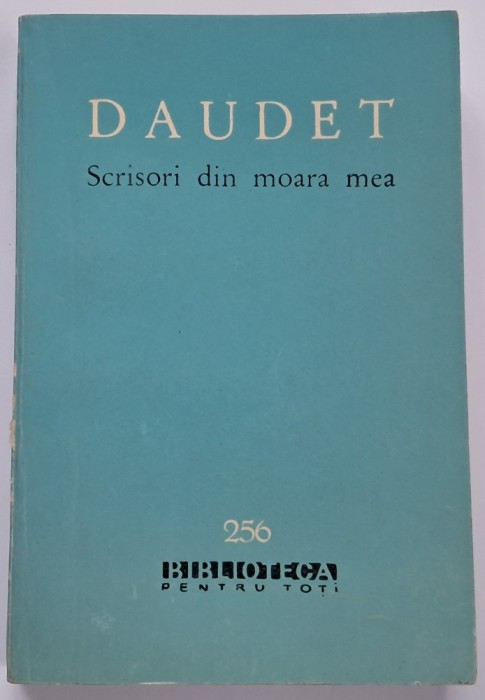 DAUDET
Scrisori din moara mea
256
BIBLIOTECA
PENTRU TOȚI